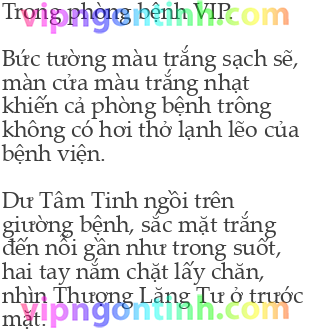 Trong phòng bệnh VIP.
vipngontinh.com
Bức tường màu trắng sạch sẽ,
màn cửa màu trắng nhạt
khiến cả phòng bệnh trông
không có hơi thở lạnh lẽo của
bệnh viện.
Dư Tâm Tinh ngồi trên
giường bệnh, sắc mặt trắng
đến nỗi gần như trong suốt,
hai tay nắm chặt lấy chăn,
nhìn Thượng Lăng Tư ở trước
mặt.
vipngontinh.com